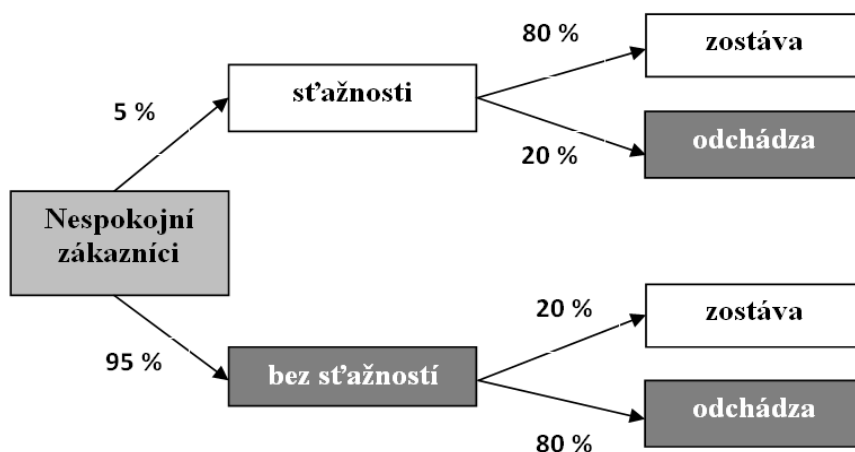 80 %
zostáva
sťažnosti
5 %
20 %
odchádza
Nespokojní
zákazníci
20 %
zostáva
95 %
bez sťažností
odchádza
80 %